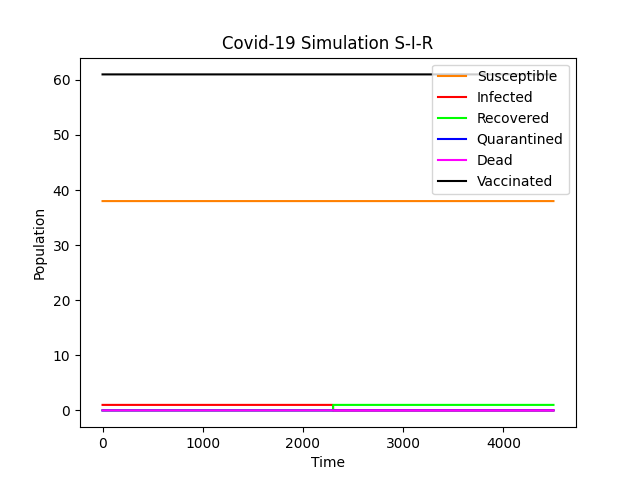 Covid-19 Simulation S-I-R
Susceptible
Infected
Recovered
Quarantined
Dead
Vaccinated
60
50
40
30
20
10
0
Population
0 1000 2000 3000 4000
Time